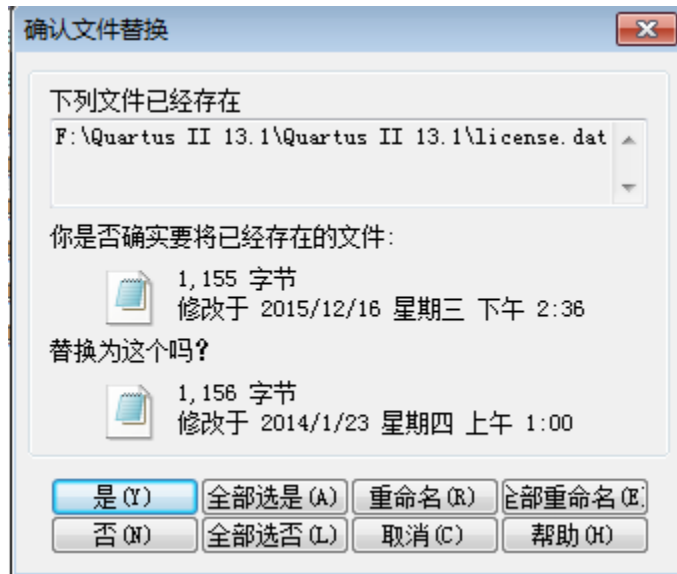 确认文件替换
下列文件已经存在
F:\Quartus II 13.1\Quartus II 13.1\license.dat
你是否确实要将已经存在的文件:
1,155 字节
修改于 2015/12/16 星期三 下午 2:36
替换为这个吗?
1,156 字节
修改于 2014/1/23 星期四 上午 1:00
是(Y) 全部选是(A) 重命名(R) 全部重命名(E)
否(N) 全部选否(L) 取消(C) 帮助(H)